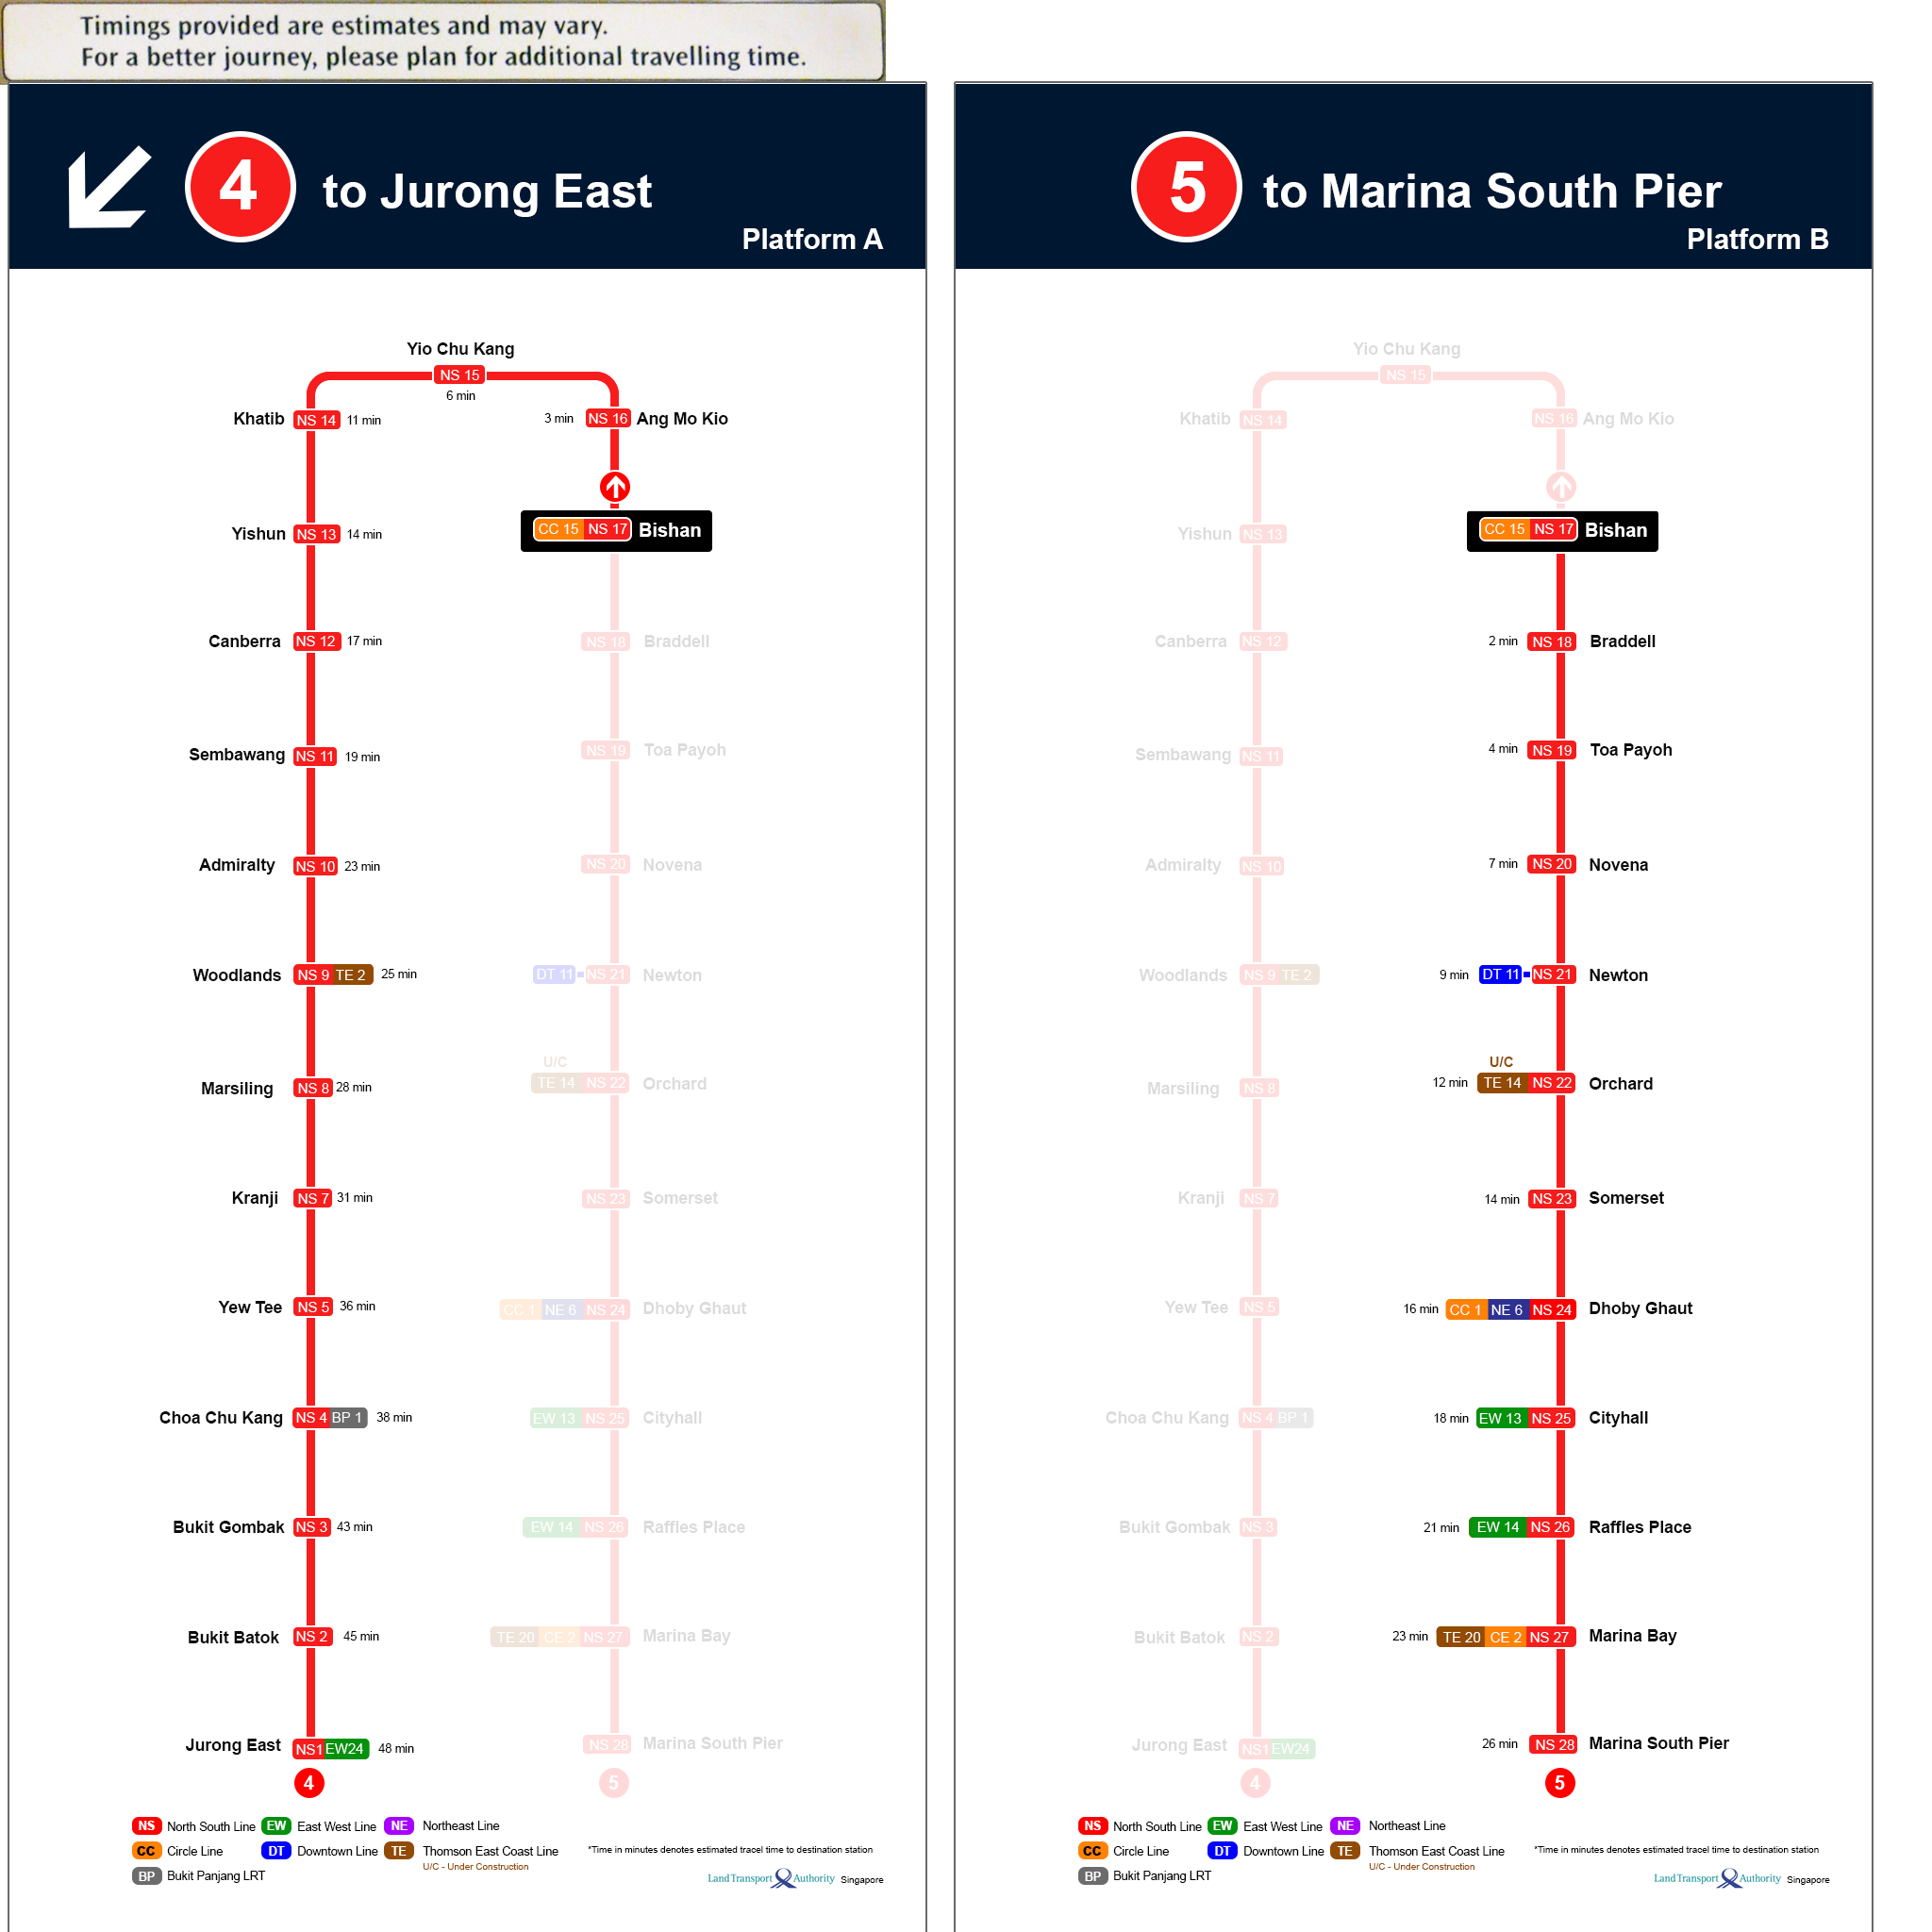 Timings provided are estimates and may vary.
For a better journey, please plan for additional travelling time.
4 to Jurong East
Platform A
Yio Chu Kang
NS 15
6 min
Khatib NS 14 11 min
3 min NS 16 Ang Mo Kio
CC 15 NS 17 Bishan
Yishun NS 13 14 min
Canberra NS 12 17 min
NS 18 Braddell
Sembawang NS 11 19 min
NS 19 Toa Payoh
Admiralty NS 10 23 min
NS 20 Novena
Woodlands NS 9 TE 2 25 min
DT 11 NS 21 Newton
U/C
Marsiling NS 8 28 min
TE 14 NS 22 Orchard
Kranji NS 7 31 min
NS 23 Somerset
Yew Tee NS 5 36 min
CC 1 NE 6 NS 24 Dhoby Ghaut
Choa Chu Kang NS 4 BP 1 38 min
EW 13 NS 25 Cityhall
Bukit Gombak NS 3 43 min
EW 14 NS 26 Raffles Place
Bukit Batok NS 2 45 min
TE 20 CE 2 NS 27 Marina Bay
Jurong East NS1 EW24 48 min
NS 28 Marina South Pier
4
5
NS North South Line EW East West Line NE Northeast Line
CC Circle Line DT Downtown Line TE Thomson East Coast Line
U/C - Under Construction
BP Bukit Panjang LRT
*Time in minutes denotes estimated tracel time to destination station
Land Transport Authority Singapore
5 to Marina South Pier
Platform B
Yio Chu Kang
NS 15
Khatib NS 14
NS 16 Ang Mo Kio
CC 15 NS 17 Bishan
Yishun NS 13
Canberra NS 12
2 min NS 18 Braddell
Sembawang NS 11
4 min NS 19 Toa Payoh
Admiralty NS 10
7 min NS 20 Novena
Woodlands NS 9 TE 2
9 min DT 11 NS 21 Newton
U/C
Marsiling NS 8
12 min TE 14 NS 22 Orchard
Kranji NS 7
14 min NS 23 Somerset
Yew Tee NS 5
16 min CC 1 NE 6 NS 24 Dhoby Ghaut
Choa Chu Kang NS 4 BP 1
18 min EW 13 NS 25 Cityhall
Bukit Gombak NS 3
21 min EW 14 NS 26 Raffles Place
Bukit Batok NS 2
23 min TE 20 CE 2 NS 27 Marina Bay
Jurong East NS1 EW24
26 min NS 28 Marina South Pier
4
5
NS North South Line EW East West Line NE Northeast Line
CC Circle Line DT Downtown Line TE Thomson East Coast Line
U/C - Under Construction
BP Bukit Panjang LRT
*Time in minutes denotes estimated tracel time to destination station
Land Transport Authority Singapore